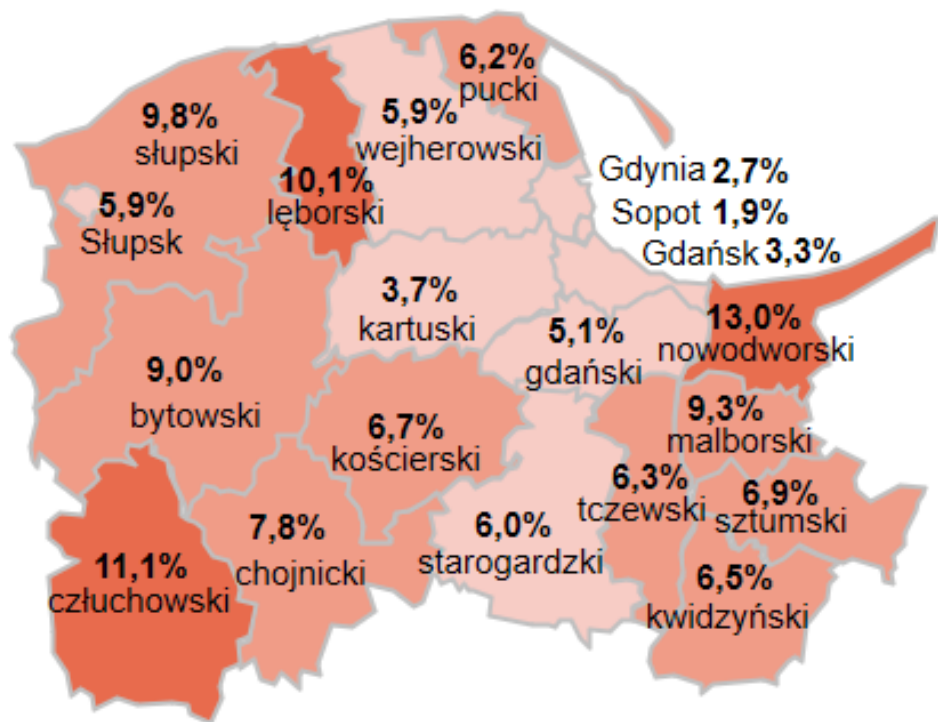 6,2%
pucki
9,8%
słupski
5,9%
wejherowski
Gdynia 2,7%
10,1%
lęborski
5,9%
Słupsk
Sopot 1,9%
Gdańsk 3,3%
3,7%
kartuski
5,1%
gdański
13,0%
nowodworski
9,0%
bytowski
6,7%
kościerski
9,3%
malborski
6,3%
tczewski
6,9%
sztumski
11,1%
człuchowski
7,8%
chojnicki
6,0%
starogardzki
6,5%
kwidzyński